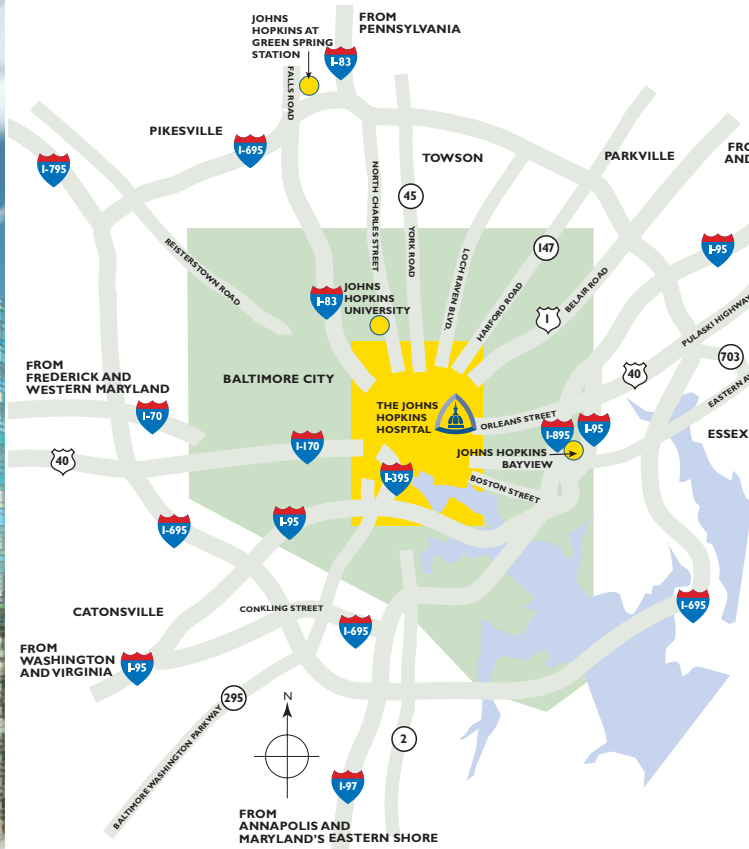 JOHNS
HOPKINS AT
GREEN SPRING
STATION
FROM
PENNSYLVANIA
I-83
FALLS ROAD
PIKESVILLE
I-695
I-795
TOWSON
PARKVILLE
FRO
AND
45
NORTH CHARLES STREET
YORK ROAD
LOCH RAVEN BLVD.
147
HARFORD ROAD
BELAIR ROAD
I-95
REISTERSTOWN ROAD
I-83
JOHNS
HOPKINS
UNIVERSITY
1
PULASKI HIGHWAY
703
40
EASTERN AV
FROM
FREDERICK AND
WESTERN MARYLAND
BALTIMORE CITY
I-70
THE JOHNS
HOPKINS
HOSPITAL
ORLEANS STREET
I-895
I-95
ESSEX
40
I-170
JOHNS HOPKINS
BAYVIEW
I-395
BOSTON STREET
I-695
I-95
CATONSVILLE
CONKLING STREET
I-695
I-695
FROM
WASHINGTON
AND VIRGINIA
I-95
295
BALTIMORE WASHINGTON PARKWAY
N
2
I-97
FROM
ANNAPOLIS AND
MARYLAND'S EASTERN SHORE